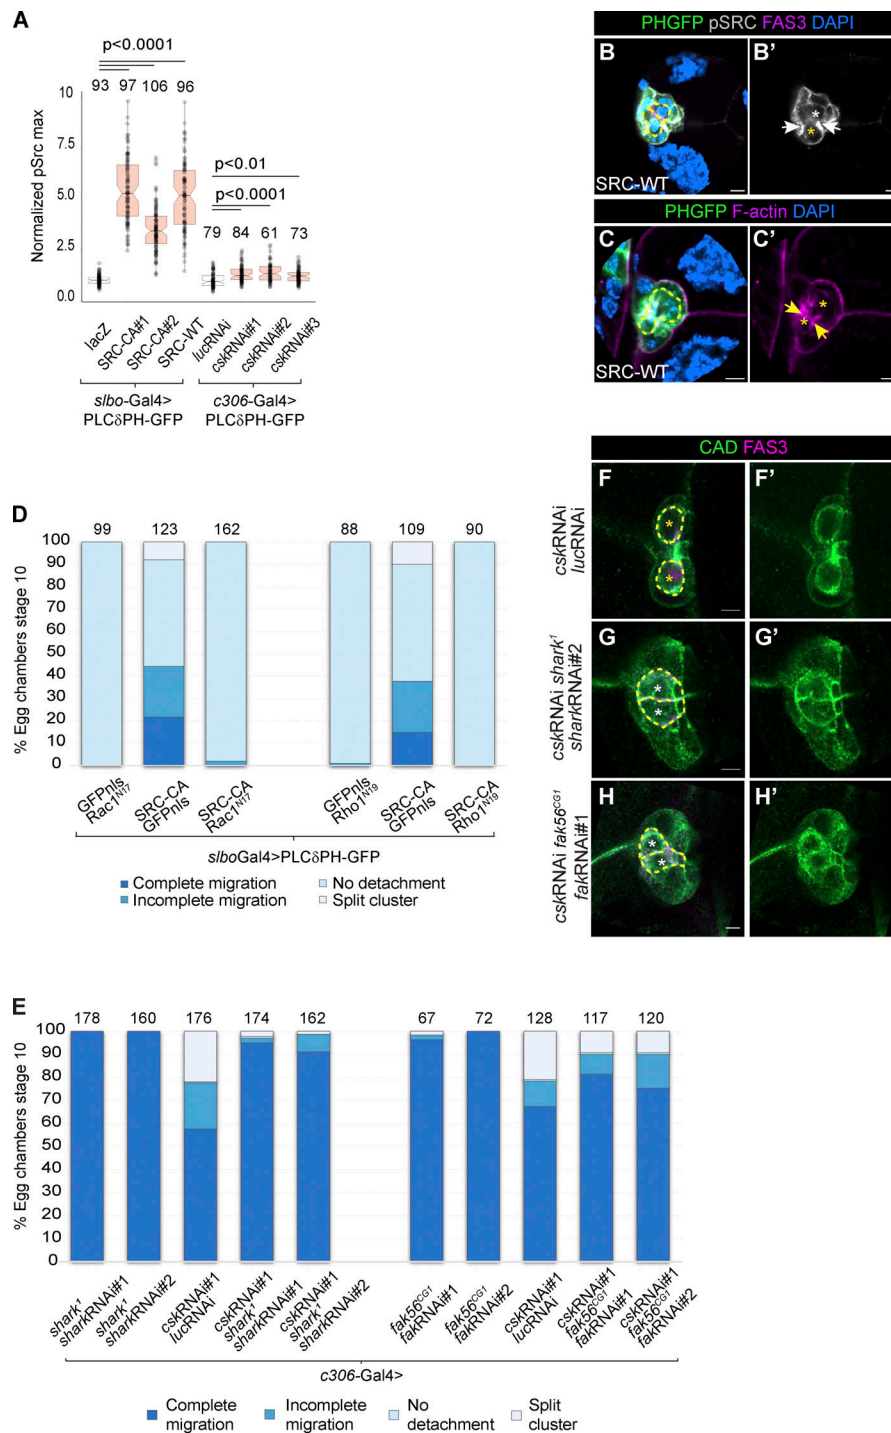 A
p<0.0001
93 97 106 96
p<0.01
p<0.0001
79 84 61 73
Normalized pSrc max
10
7.5
5.0
2.5
0.0
lacZ
SRC-CA#1
SRC-CA#2
SRC-WT
lucRNAi
cskRNAi#1
cskRNAi#2
cskRNAi#3
slbo-Gal4>
PLCδPH-GFP
c306-Gal4>
PLCδPH-GFP
PHGFP pSRC FAS3 DAPI
B
B’
*
*
SRC-WT
PHGFP F-actin DAPI
C
C’
*
*
SRC-WT
D
99 123 162 88 109 90
% Egg chambers stage 10
100
90
80
70
60
50
40
30
20
10
0
GFPnls
Rac1N17
SRC-CA
GFPnls
SRC-CA
Rac1N17
GFPnls
Rho1N19
SRC-CA
GFPnls
SRC-CA
Rho1N19
slboGal4>PLCδPH-GFP
Complete migration
Incomplete migration
No detachment
Split cluster
CAD FAS3
cskRNAi
lucRNAi
F
*
*
F’
cskRNAi shark1
sharkRNAi#2
G
*
*
G’
cskRNAi fak56CG1
fakRNAi#1
H
*
*
H’
E
178 160 176 174 162 67 72 128 117 120
% Egg chambers stage 10
100
90
80
70
60
50
40
30
20
10
0
shark1
sharkRNAi#1
shark1
sharkRNAi#2
cskRNAi#1
lucRNAi
cskRNAi#1
shark1
sharkRNAi#1
cskRNAi#1
shark1
sharkRNAi#2
fak56CG1
fakRNAi#1
fak56CG1
fakRNAi#2
cskRNAi#1
lucRNAi
cskRNAi#1
fak56CG1
fakRNAi#1
cskRNAi#1
fak56CG1
fakRNAi#2
c306-Gal4>
Complete
migration
Incomplete
migration
No
detachment
Split
cluster